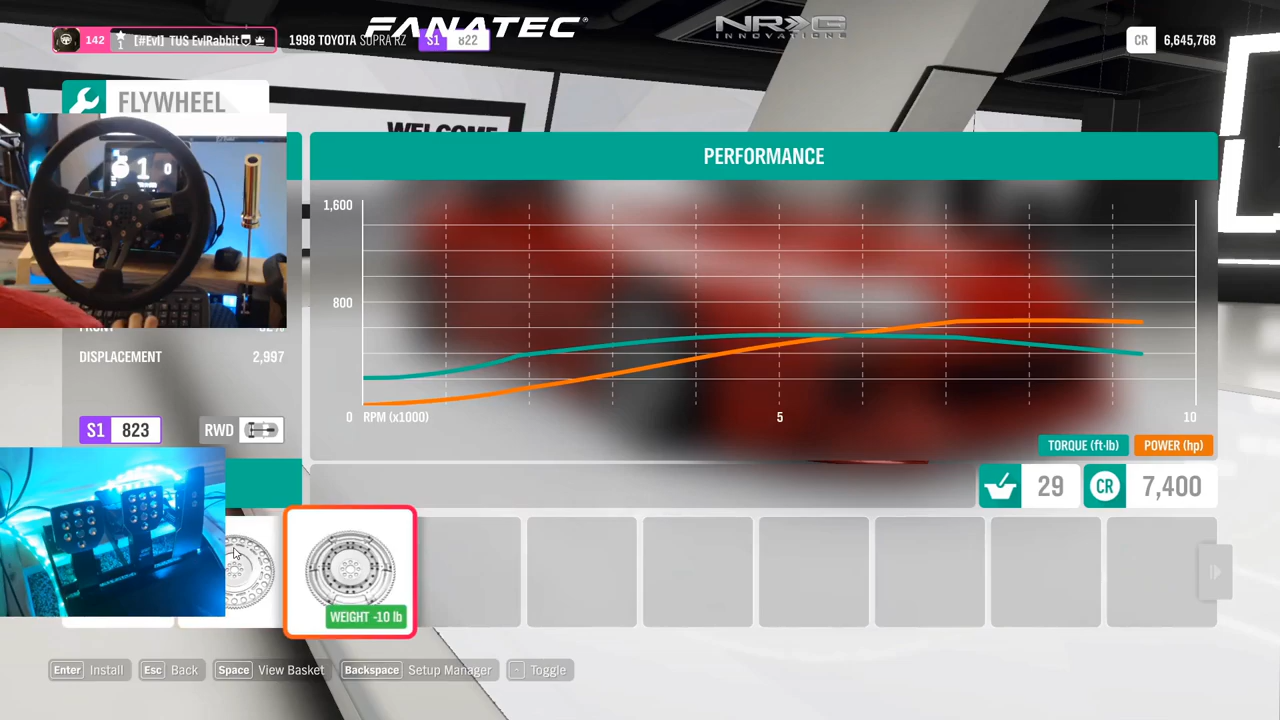 FANATEC
NRG INNOVATIONS
142 ★ 1 [#Evl] TUS EvlRabbit
1998 TOYOTA SUPRA RZ S1 822
CR 6,645,768
FLYWHEEL
WELCOME
1 0
PERFORMANCE
1,600
800
0 RPM (x1000) 5 10
TORQUE (ft·lb) POWER (hp)
DISPLACEMENT 2,997
S1 823 RWD
29 CR 7,400
WEIGHT -10 lb
Enter Install Esc Back Space View Basket Backspace Setup Manager Toggle